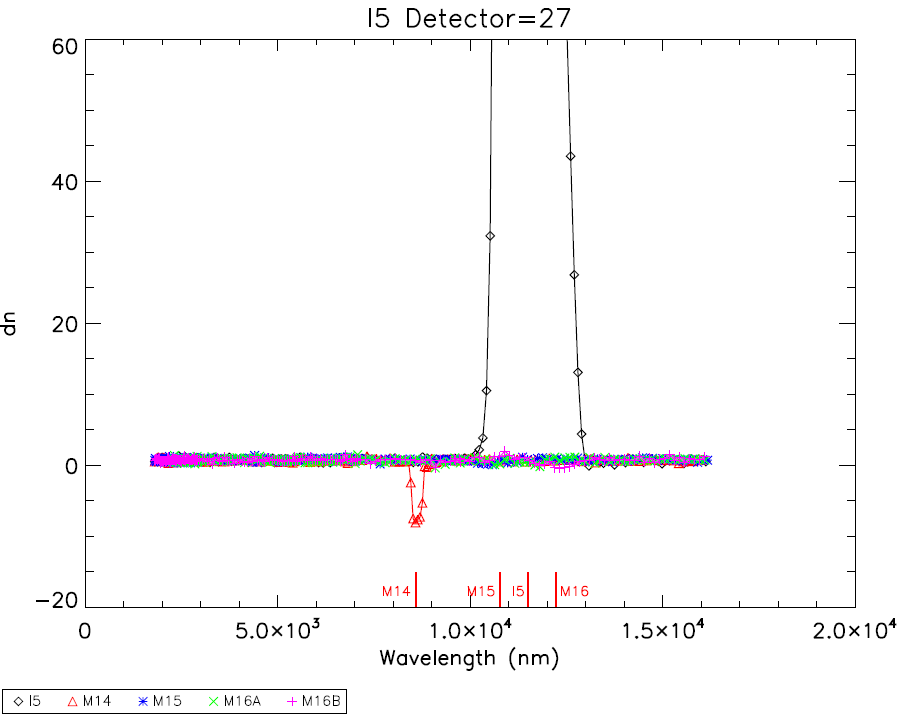 I5 Detector=27
60
40
20
0
−20
dn
M14 M15 I5 M16
0 5.0×10³ 1.0×10⁴ 1.5×10⁴ 2.0×10⁴
Wavelength (nm)
I5 M14 M15 M16A M16B